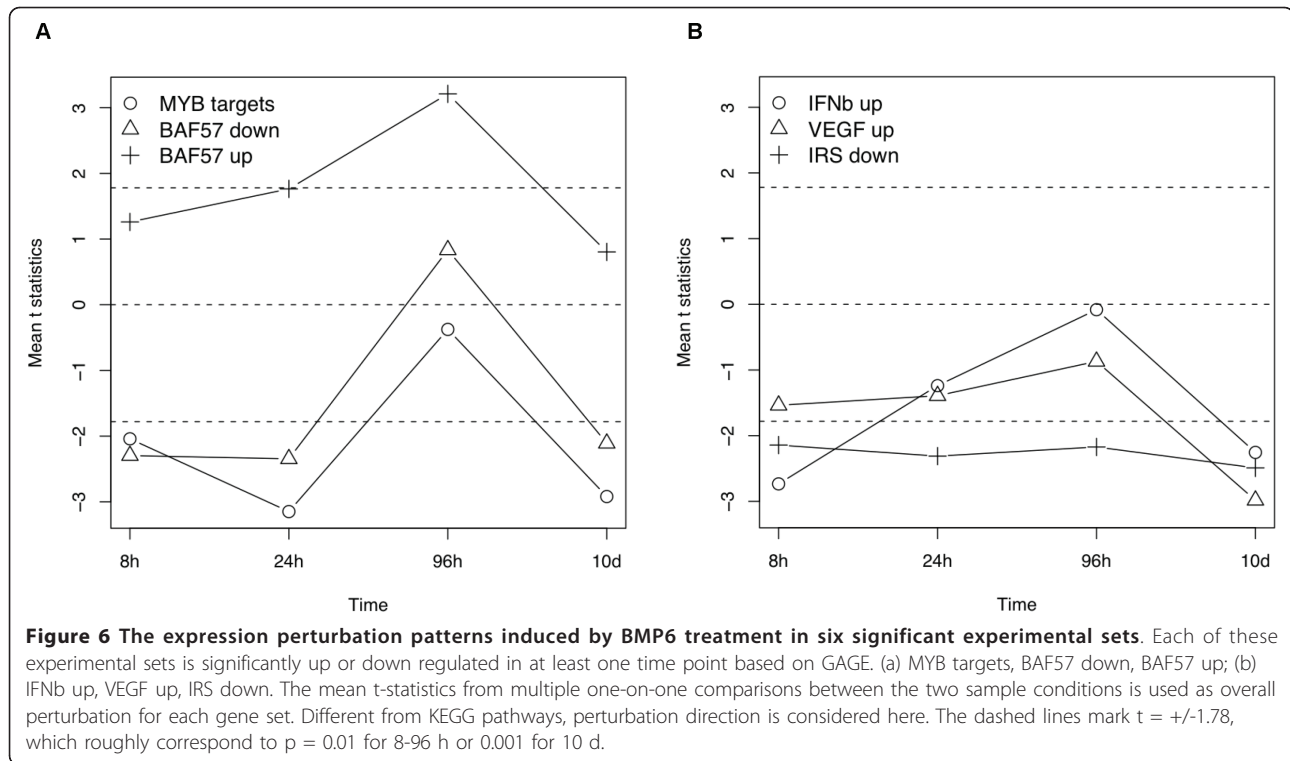 A
MYB targets
BAF57 down
BAF57 up
Mean t statistics
3
2
1
0
−1
−2
−3
8h
24h
96h
10d
Time
B
IFNb up
VEGF up
IRS down
Mean t statistics
3
2
1
0
−1
−2
−3
8h
24h
96h
10d
Time
Figure 6 The expression perturbation patterns induced by BMP6 treatment in six significant experimental sets. Each of these
experimental sets is significantly up or down regulated in at least one time point based on GAGE. (a) MYB targets, BAF57 down, BAF57 up; (b)
IFNb up, VEGF up, IRS down. The mean t-statistics from multiple one-on-one comparisons between the two sample conditions is used as overall
perturbation for each gene set. Different from KEGG pathways, perturbation direction is considered here. The dashed lines mark t = +/-1.78,
which roughly correspond to p = 0.01 for 8-96 h or 0.001 for 10 d.